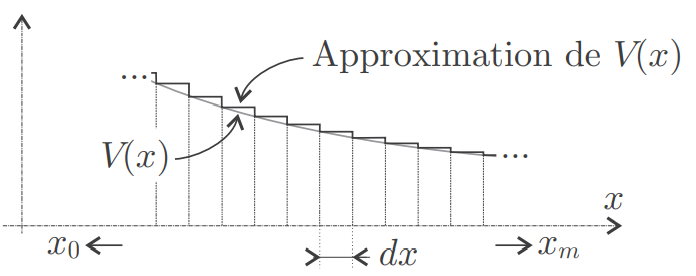 Approximation de V(x)
...
V(x)
...
x
x₀
xₘ
dx